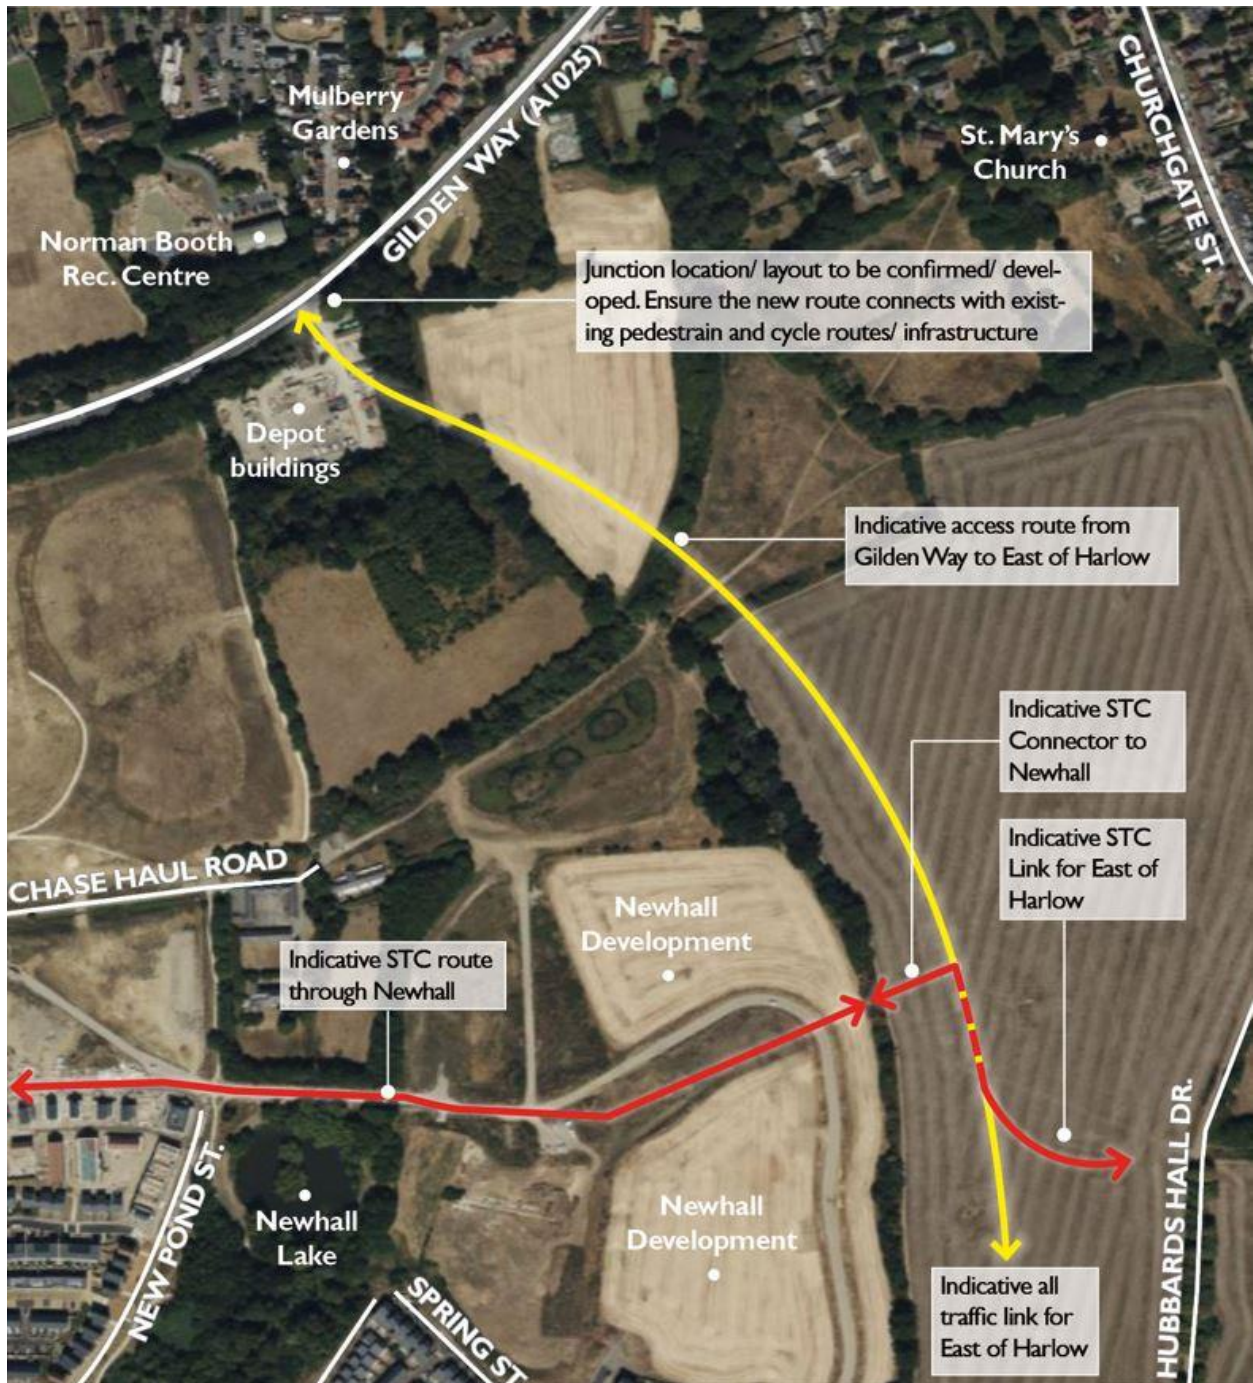 Mulberry
Gardens
GILDEN WAY (A1025)
CHURCHGATE ST.
St. Mary's
Church
Norman Booth
Rec. Centre
Junction location/ layout to be confirmed/ devel-
oped. Ensure the new route connects with exist-
ing pedestrain and cycle routes/ infrastructure
Depot
buildings
Indicative access route from
Gilden Way to East of Harlow
Indicative STC
Connector to
Newhall
Indicative STC
Link for East of
Harlow
CHASE HAUL ROAD
Newhall
Development
Indicative STC route
through Newhall
NEW POND ST.
Newhall
Lake
Newhall
Development
HUBBARDS HALL DR.
SPRING ST.
Indicative all
traffic link for
East of Harlow